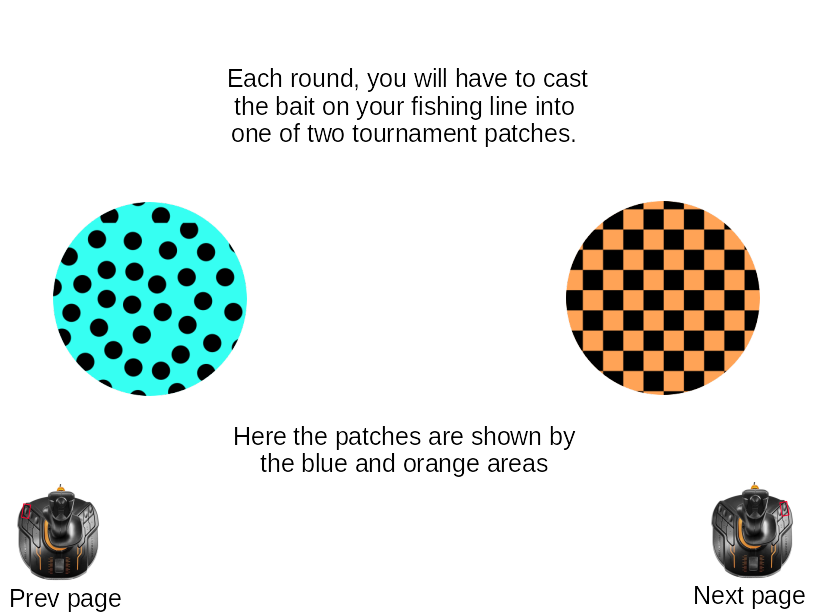 Each round, you will have to cast
the bait on your fishing line into
one of two tournament patches.
Here the patches are shown by
the blue and orange areas
Prev page
Next page